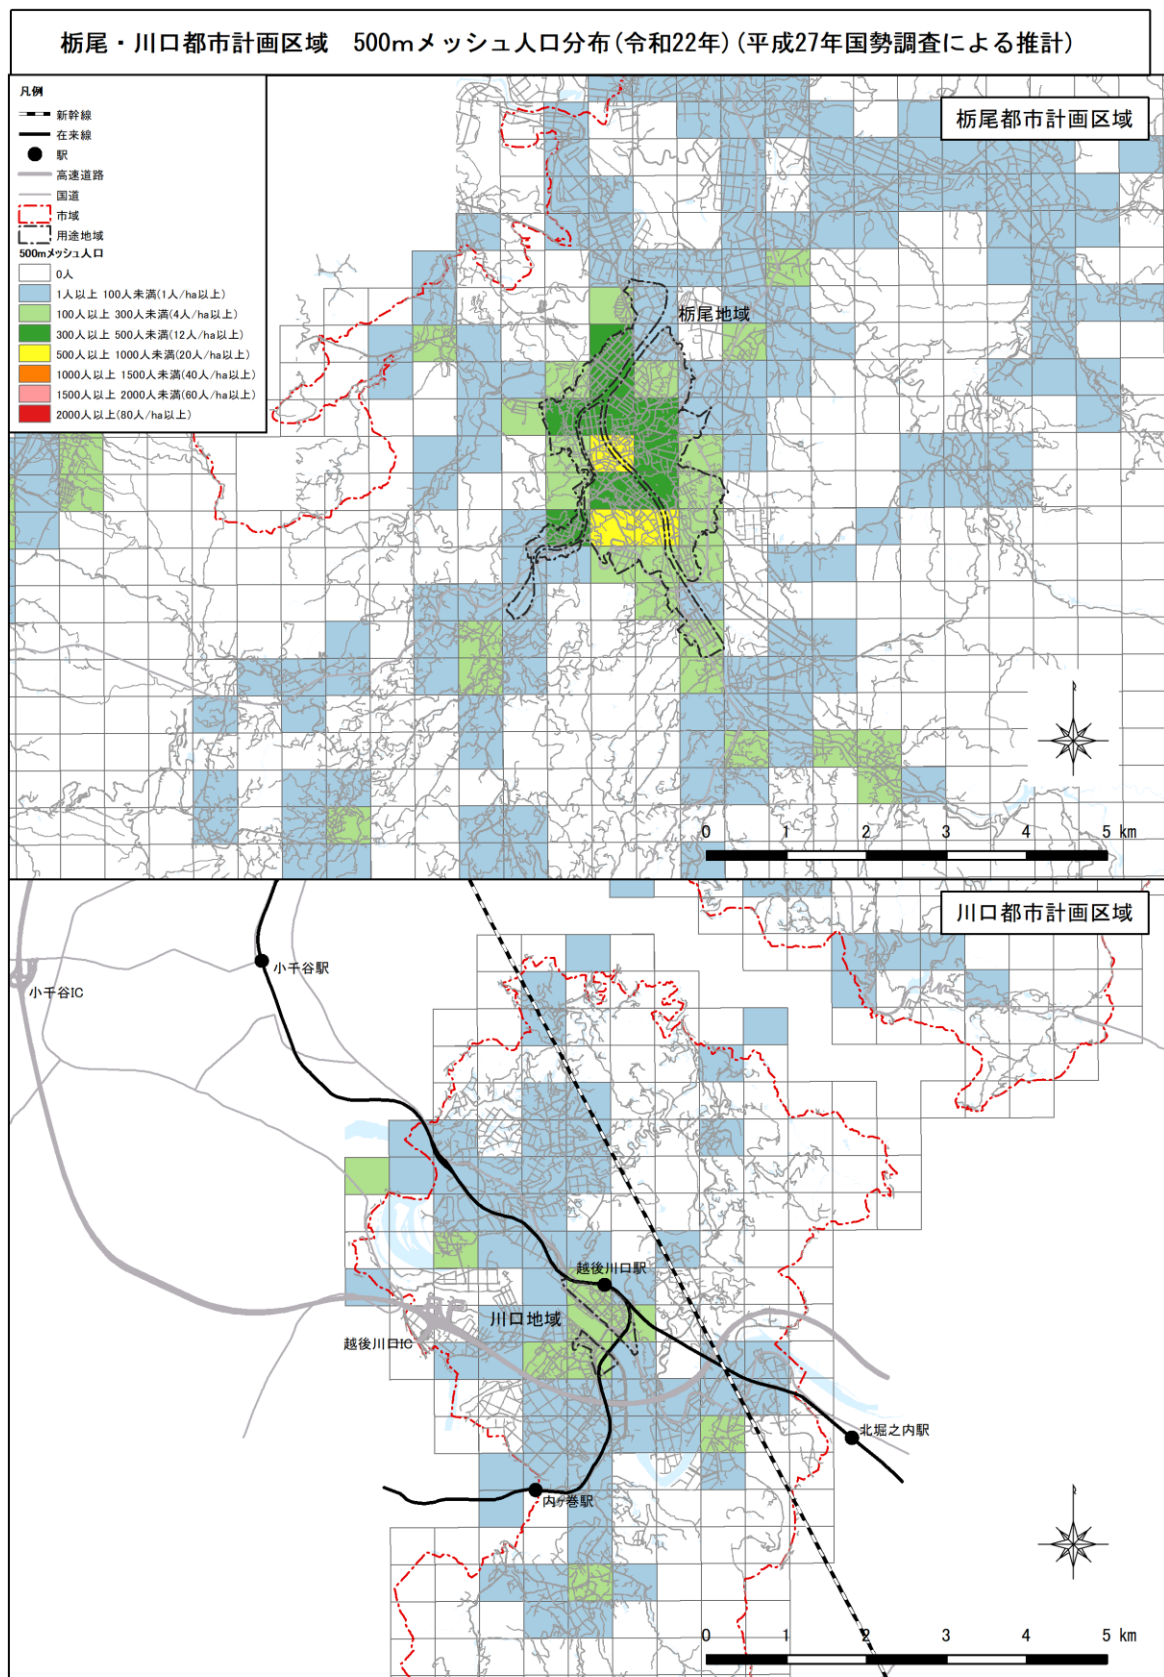 栃尾・川口都市計画区域　500mメッシュ人口分布(令和22年)(平成27年国勢調査による推計)
凡例
新幹線
在来線
駅
高速道路
国道
市域
用途地域
500mメッシュ人口
0人
1人以上 100人未満(1人/ha以上)
100人以上 300人未満(4人/ha以上)
300人以上 500人未満(12人/ha以上)
500人以上 1000人未満(20人/ha以上)
1000人以上 1500人未満(40人/ha以上)
1500人以上 2000人未満(60人/ha以上)
2000人以上(80人/ha以上)
栃尾都市計画区域
栃尾地域
0 1 2 3 4 5 km
川口都市計画区域
小千谷駅
小千谷IC
越後川口駅
川口地域
越後川口IC
北堀之内駅
内ヶ巻駅
0 1 2 3 4 5 km